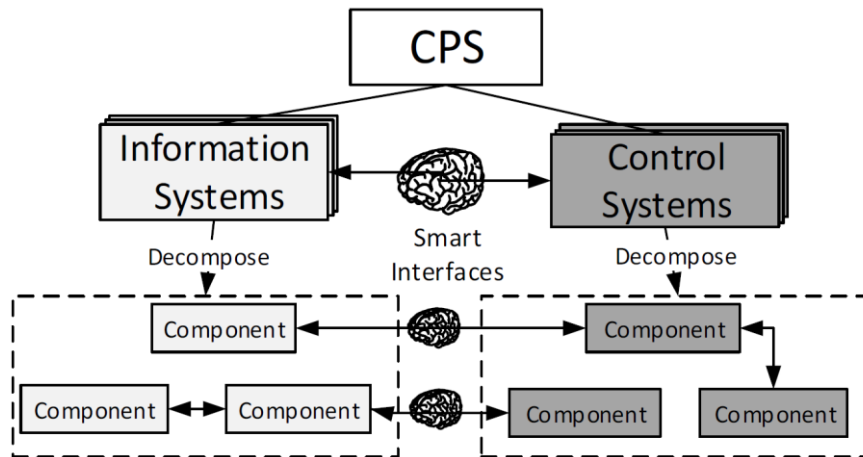 CPS
Information
Systems
Control
Systems
Smart
Interfaces
Decompose
Decompose
Component
Component
Component
Component
Component
Component